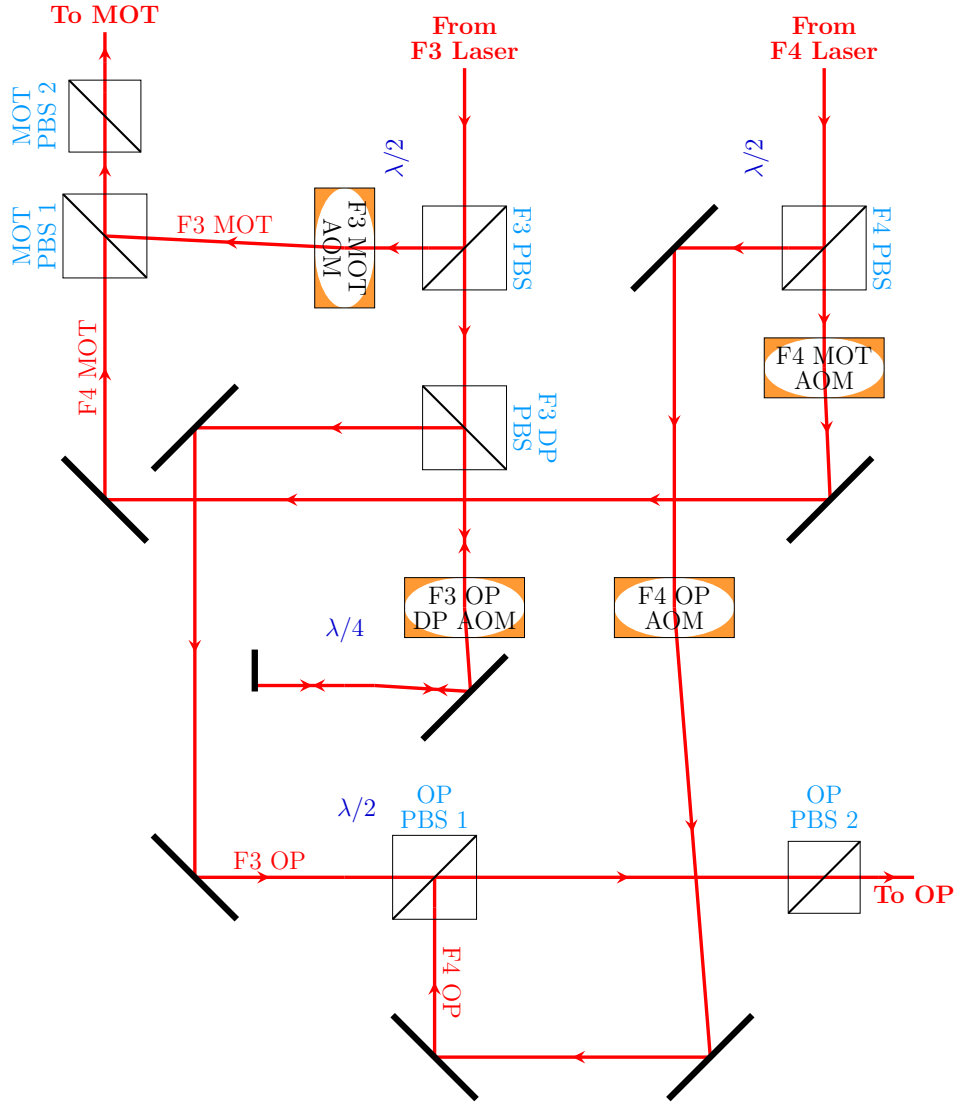 To MOT
From
F3 Laser
From
F4 Laser
MOT
PBS 2
λ/2
λ/2
MOT
PBS 1
F3 MOT
F3 MOT
AOM
F3 PBS
F4 PBS
F4 MOT
F4 MOT
AOM
F3 DP
PBS
F3 OP
DP AOM
F4 OP
AOM
λ/4
λ/2
OP
PBS 1
OP
PBS 2
F3 OP
To OP
F4 OP